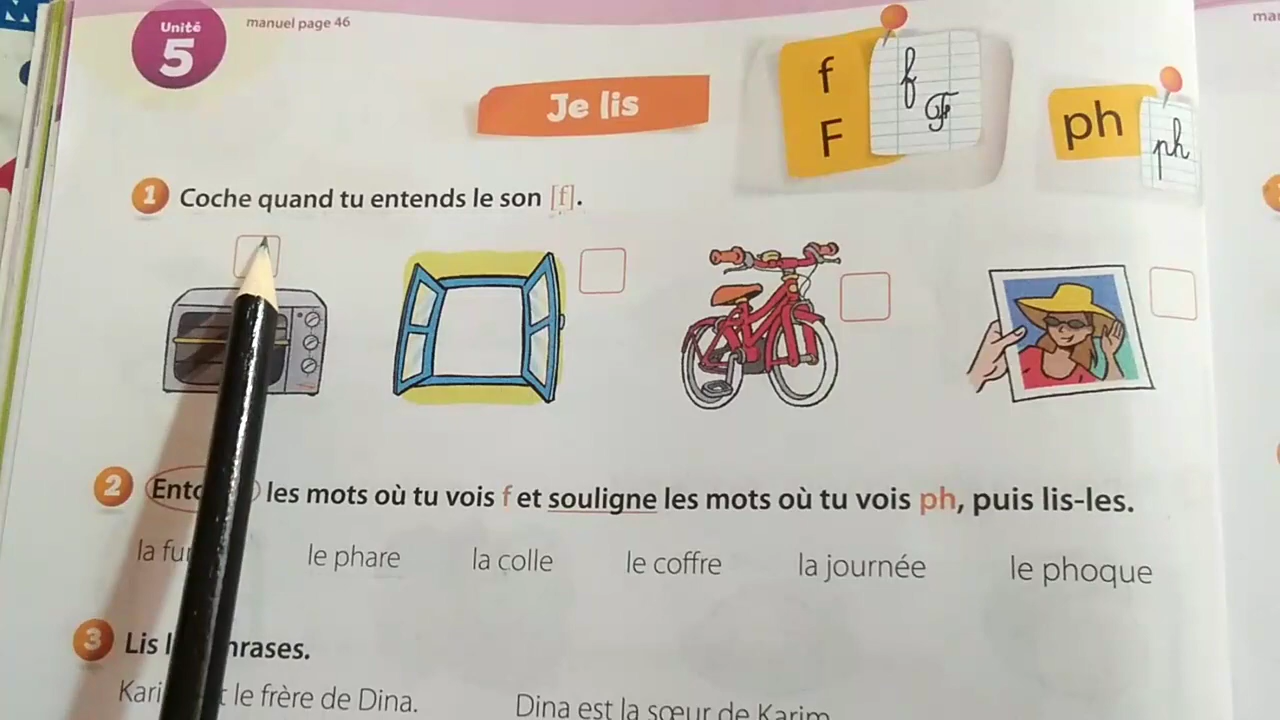 Unité
5
manuel page 46
Je lis
f
F
f
F
ph
ph
1 Coche quand tu entends le son [f].
2 les mots où tu vois f et souligne les mots où tu vois ph, puis lis-les.
la le phare la colle le coffre la journée le phoque
3 Lis
le frère de Dina. Dina est la sœur de Karim